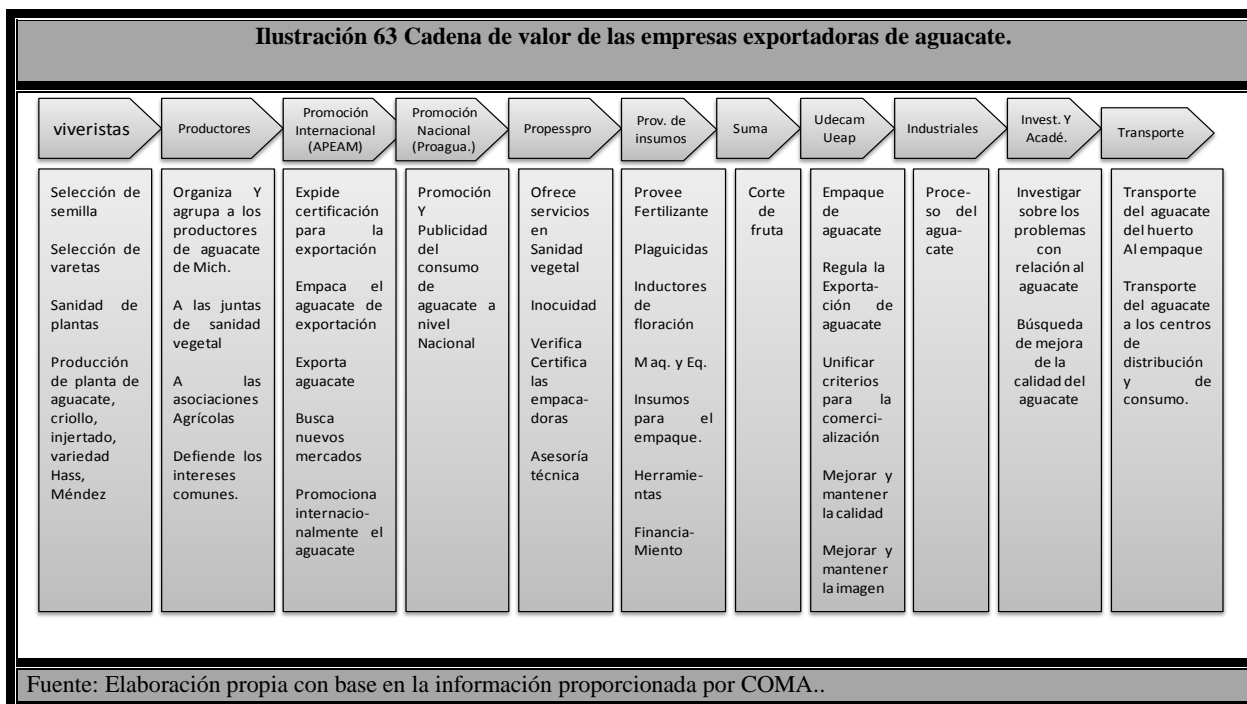 Ilustración 63 Cadena de valor de las empresas exportadoras de aguacate.
viveristas
Productores
Promoción
Internacional
(APEAM)
Promoción
Nacional
(Proagua.)
Propesspro
Prov. de
insumos
Suma
Udecam
Ueap
Industriales
Invest. Y
Acadé.
Transporte
Selección de
semilla
Selección de
varetas
Sanidad de
plantas
Producción
de planta de
aguacate,
criollo,
injertado,
variedad
Hass,
Méndez
Organiza Y
agrupa a los
productores
de aguacate
de Mich.
A las juntas
de sanidad
vegetal
A las
asociaciones
Agrícolas
Defiende los
intereses
comunes.
Expide
certificación
para la
exportación
Empaca el
aguacate de
exportación
Exporta
aguacate
Busca
nuevos
mercados
Promociona
internacio-
nalmente el
aguacate
Promoción
Y
Publicidad
del
consumo
de
aguacate a
nivel
Nacional
Ofrece
servicios
en
Sanidad
vegetal
Inocuidad
Verifica
Certifica
las
empaca-
doras
Asesoría
técnica
Provee
Fertilizante
Plaguicidas
Inductores
de
floración
Maq. y Eq.
Insumos
para el
empaque.
Herramie-
ntas
Financia-
Miento
Corte
de
fruta
Empaque
de
aguacate
Regula la
Exporta-
ción de
aguacate
Unificar
criterios
para la
comerci-
alización
Mejorar y
mantener
la calidad
Mejorar y
mantener
la imagen
Proce-
so del
agua-
cate
Investigar
sobre los
problemas
con
relación al
aguacate
Búsqueda
de mejora
de la
calidad del
aguacate
Transporte
del aguacate
del huerto
Al empaque
Transporte
del aguacate
a los centros
de
distribución
y de
consumo.
Fuente: Elaboración propia con base en la información proporcionada por COMA..